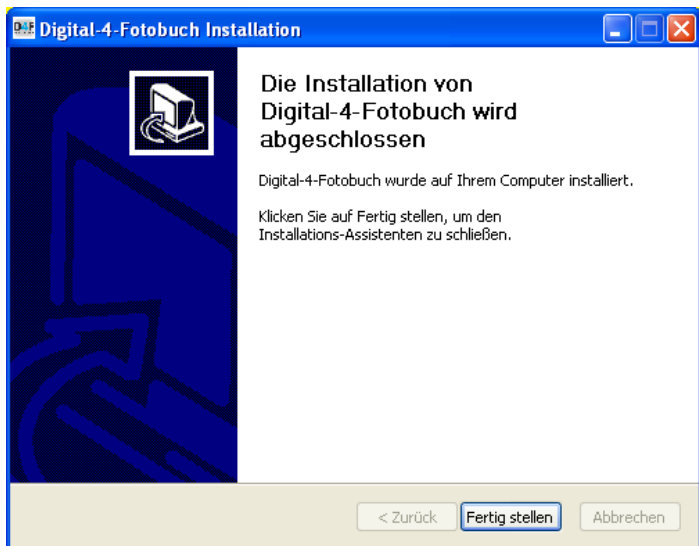 D4F Digital-4-Fotobuch Installation
Die Installation von
Digital-4-Fotobuch wird
abgeschlossen
Digital-4-Fotobuch wurde auf Ihrem Computer installiert.
Klicken Sie auf Fertig stellen, um den
Installations-Assistenten zu schließen.
< Zurück Fertig stellen Abbrechen